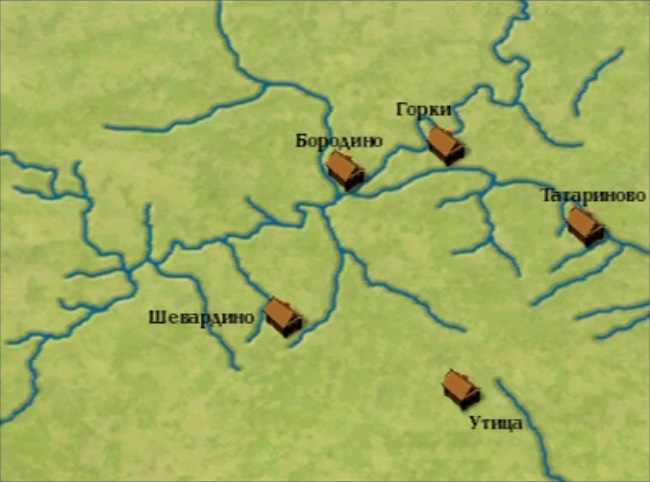 Горки
Бородино
Татариново
Шевардино
Утица